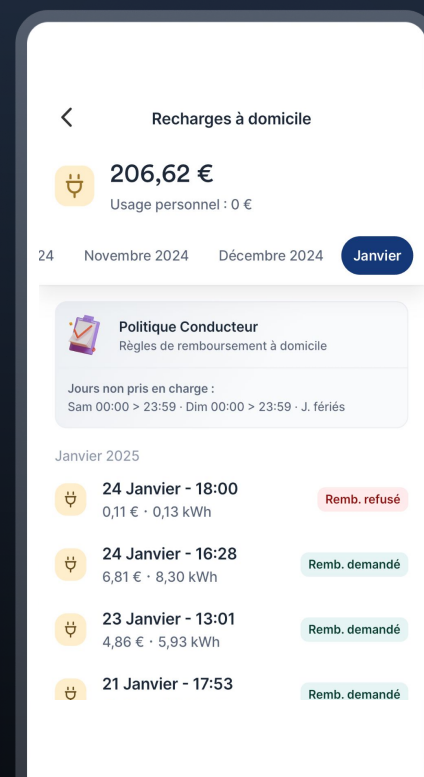 Recharges à domicile
206,62 €
Usage personnel : 0 €
24 Novembre 2024 Décembre 2024 Janvier
Politique Conducteur
Règles de remboursement à domicile
Jours non pris en charge :
Sam 00:00 > 23:59 · Dim 00:00 > 23:59 · J. fériés
Janvier 2025
24 Janvier - 18:00
0,11 € · 0,13 kWh
Remb. refusé
24 Janvier - 16:28
6,81 € · 8,30 kWh
Remb. demandé
23 Janvier - 13:01
4,86 € · 5,93 kWh
Remb. demandé
21 Janvier - 17:53
Remb. demandé